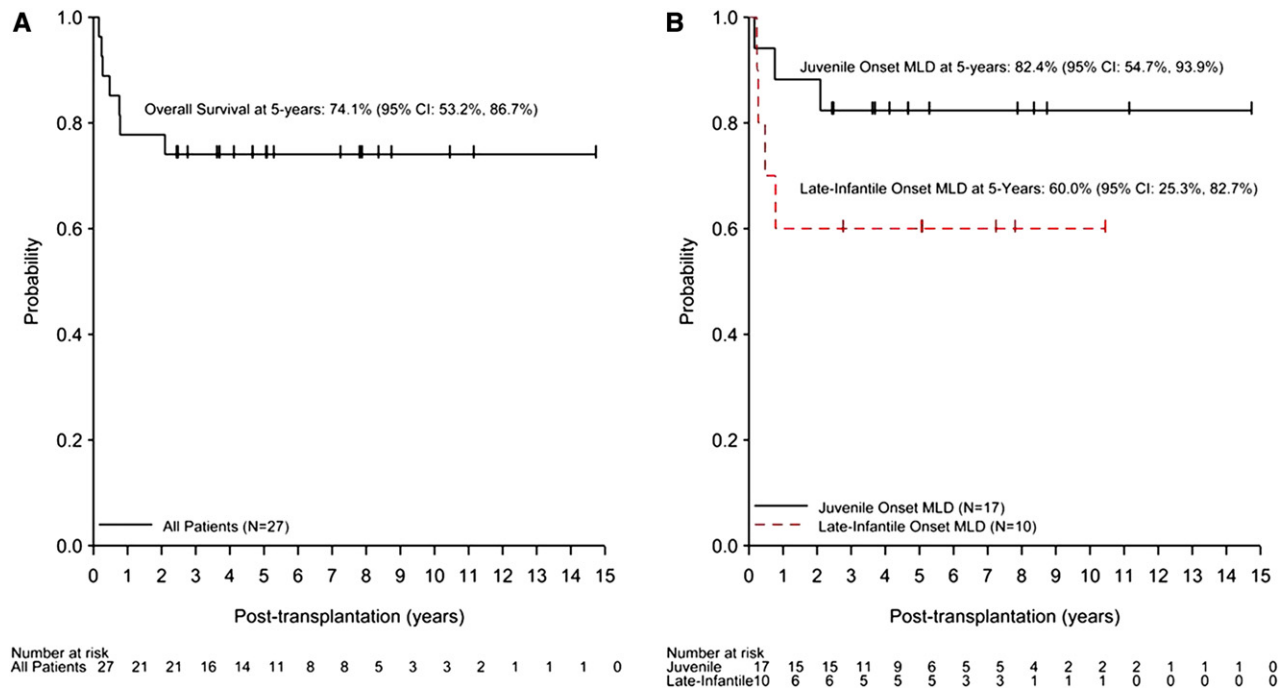 A
1.0
0.8
0.6
0.4
0.2
0.0
Probability
Overall Survival at 5-years: 74.1% (95% CI: 53.2%, 86.7%)
All Patients (N=27)
0 1 2 3 4 5 6 7 8 9 10 11 12 13 14 15
Post-transplantation (years)
Number at risk
All Patients 27 21 21 16 14 11 8 8 5 3 3 2 1 1 1 0
B
1.0
0.8
0.6
0.4
0.2
0.0
Probability
Juvenile Onset MLD at 5-years: 82.4% (95% CI: 54.7%, 93.9%)
Late-Infantile Onset MLD at 5-Years: 60.0% (95% CI: 25.3%, 82.7%)
Juvenile Onset MLD (N=17)
Late-Infantile Onset MLD (N=10)
0 1 2 3 4 5 6 7 8 9 10 11 12 13 14 15
Post-transplantation (years)
Number at risk
Juvenile 17 15 15 11 9 6 5 5 4 2 2 2 1 1 1 0
Late-Infantile10 6 6 5 5 5 3 3 1 1 1 0 0 0 0 0